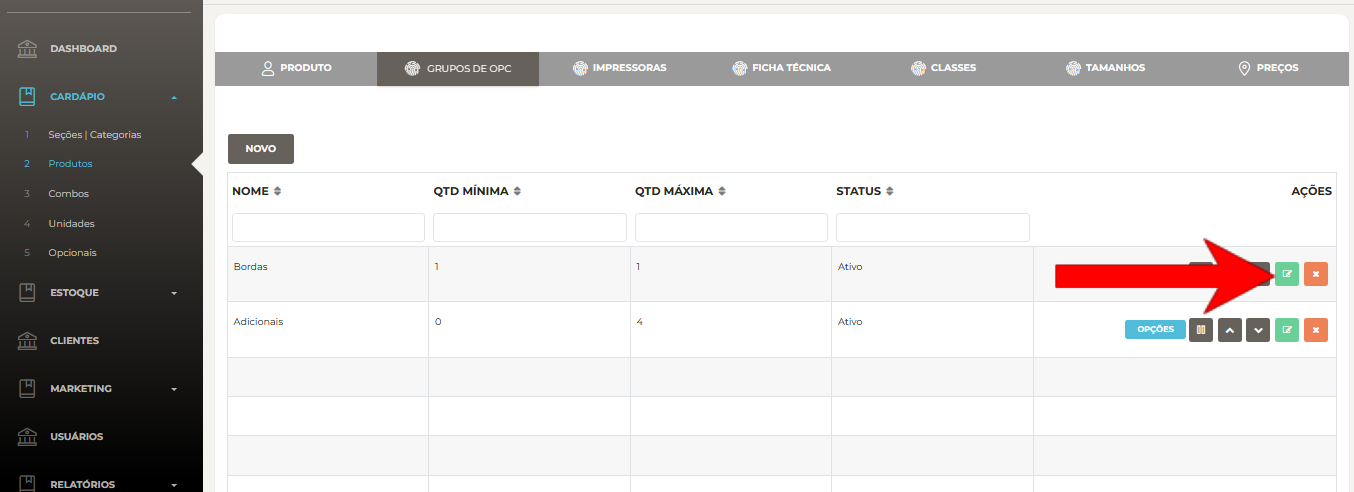 DASHBOARD
CARDÁPIO
1 Seções | Categorias
2 Produtos
3 Combos
4 Unidades
5 Opcionais
ESTOQUE
CLIENTES
MARKETING
USUÁRIOS
RELATÓRIOS
PRODUTO GRUPOS DE OPC IMPRESSORAS FICHA TÉCNICA CLASSES TAMANHOS PREÇOS
NOVO
NOME QTD MÍNIMA QTD MÁXIMA STATUS AÇÕES
Bordas 1 1 Ativo
Adicionais 0 4 Ativo OPÇÕES